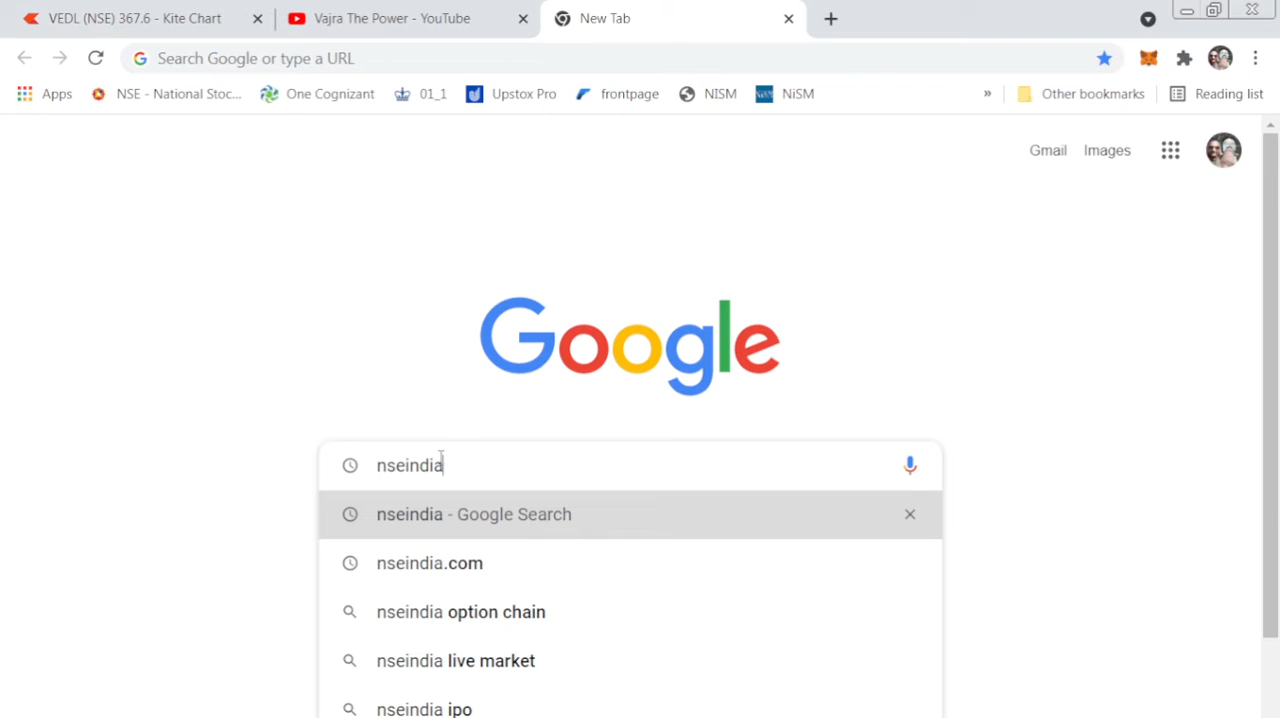 VEDL (NSE) 367.6 - Kite Chart
Vajra The Power - YouTube
New Tab
Search Google or type a URL
Apps
NSE - National Stoc...
One Cognizant
01_1
Upstox Pro
frontpage
NISM
NiSM
»
Other bookmarks
Reading list
Gmail
Images
Google
nseindia
nseindia - Google Search
nseindia.com
nseindia option chain
nseindia live market
nseindia ipo